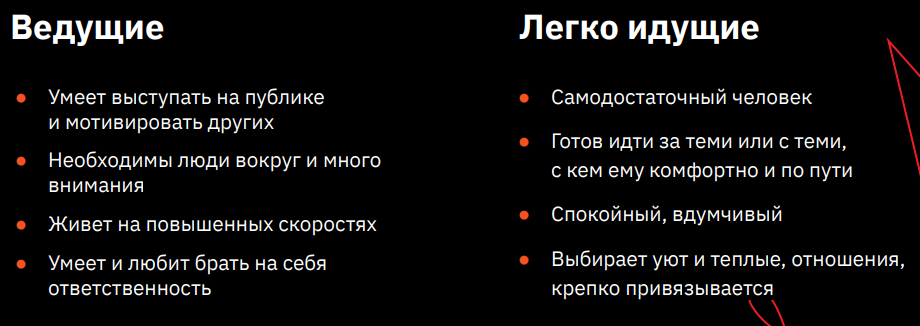 Ведущие
Умеет выступать на публике
и мотивировать других
Необходимы люди вокруг и много
внимания
Живет на повышенных скоростях
Умеет и любит брать на себя
ответственность
Легко идущие
Самодостаточный человек
Готов идти за теми или с теми,
с кем ему комфортно и по пути
Спокойный, вдумчивый
Выбирает уют и теплые, отношения,
крепко привязывается